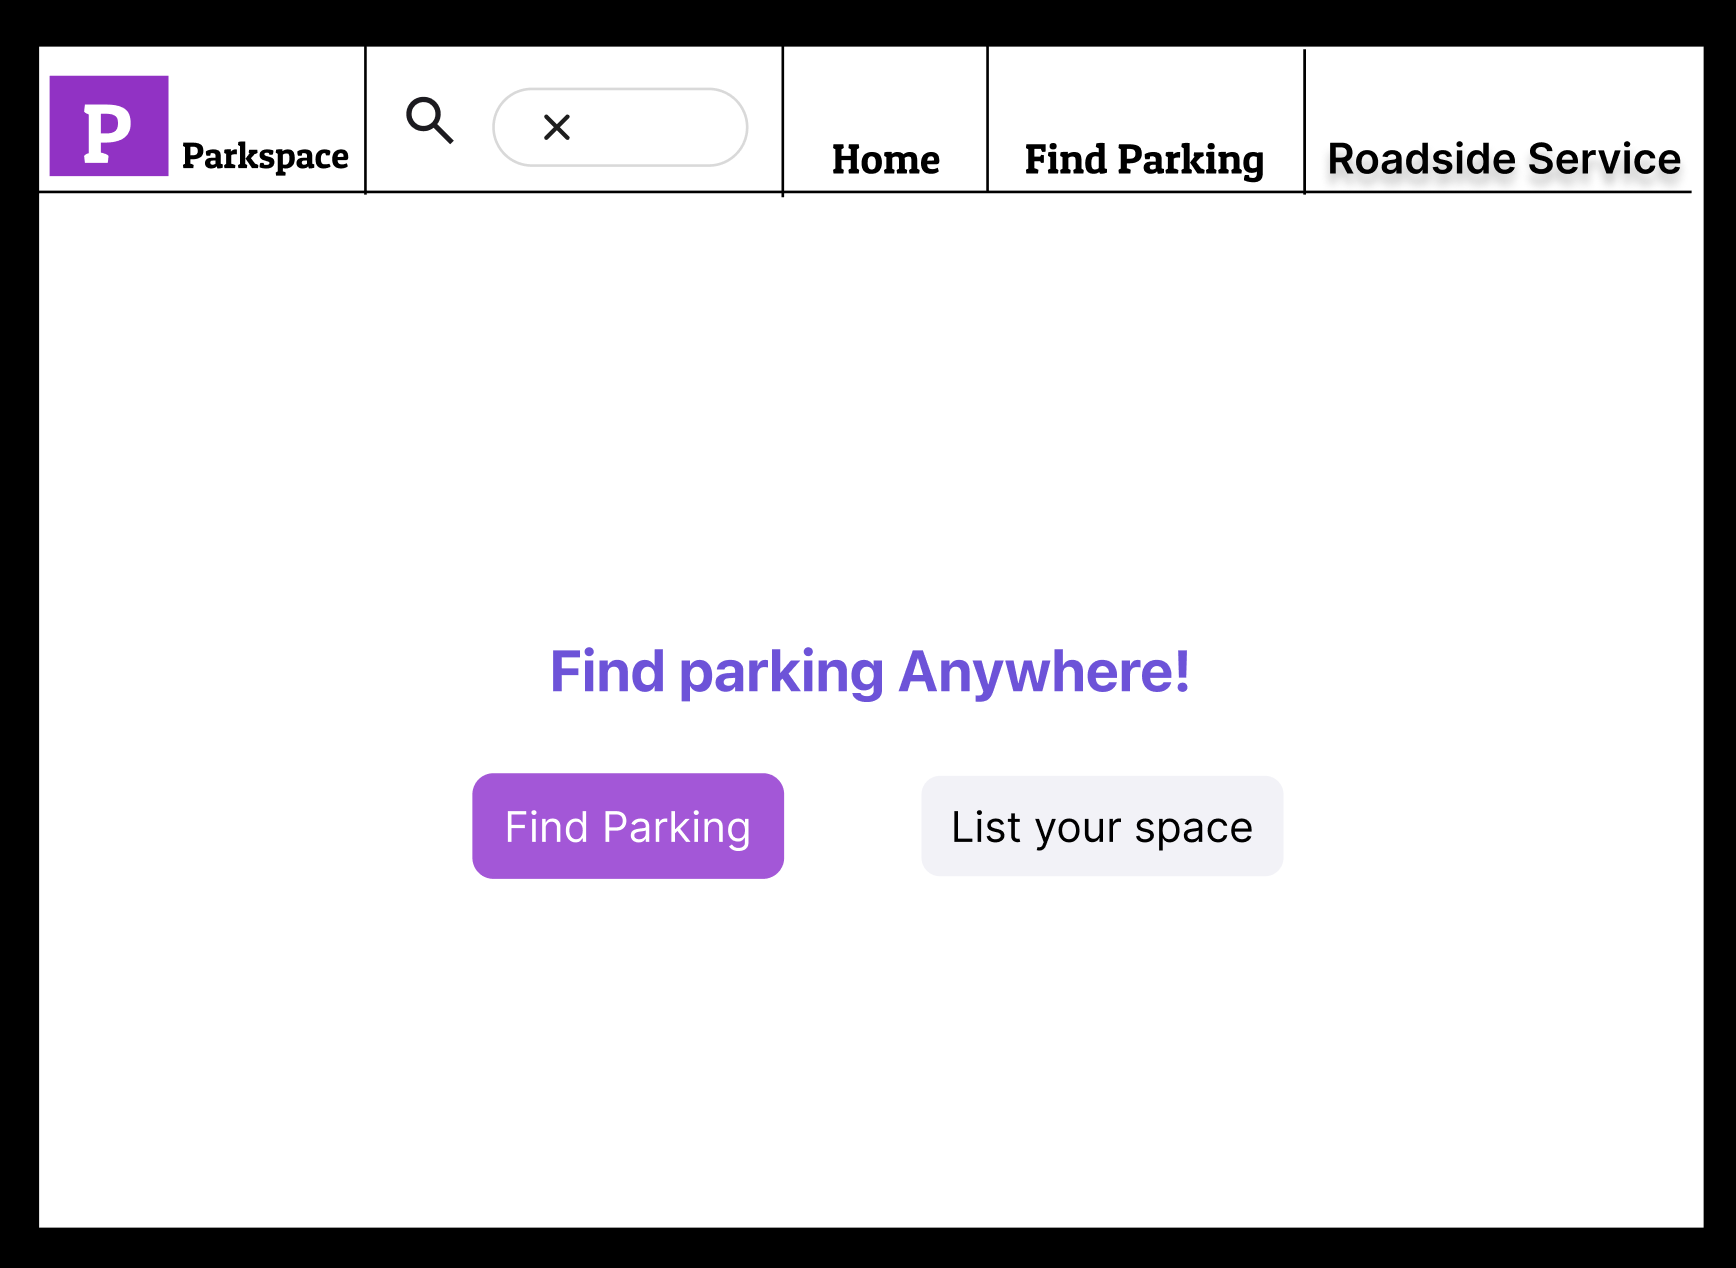 P
Parkspace
Home
Find Parking
Roadside Service
Find parking Anywhere!
Find Parking
List your space